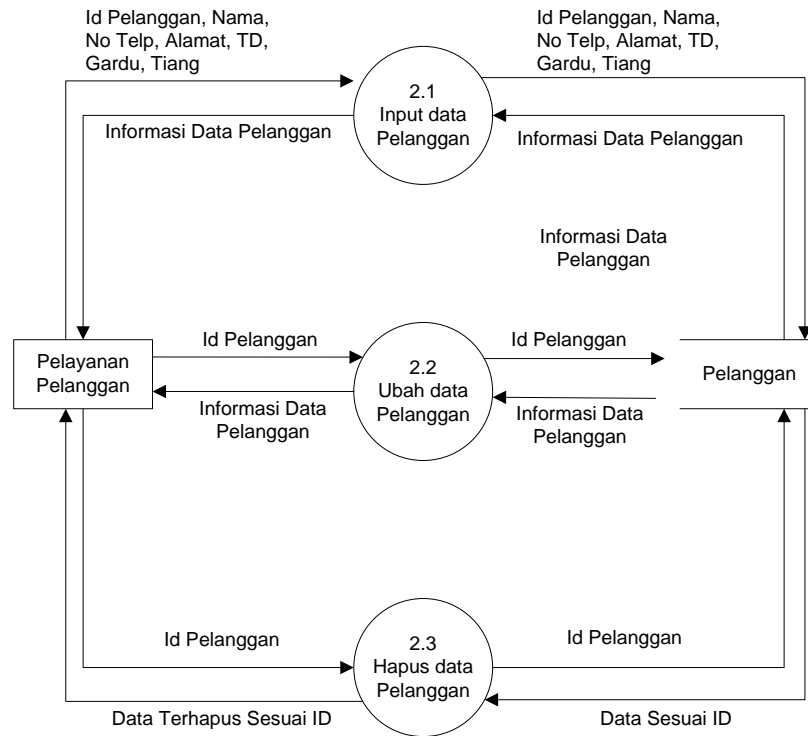 Id Pelanggan, Nama,
No Telp, Alamat, TD,
Gardu, Tiang
Id Pelanggan, Nama,
No Telp, Alamat, TD,
Gardu, Tiang
2.1
Input data
Pelanggan
Informasi Data Pelanggan
Informasi Data Pelanggan
Informasi Data
Pelanggan
Id Pelanggan
Id Pelanggan
Pelayanan
Pelanggan
2.2
Ubah data
Pelanggan
Pelanggan
Informasi Data
Pelanggan
Informasi Data
Pelanggan
Id Pelanggan
2.3
Hapus data
Pelanggan
Id Pelanggan
Data Terhapus Sesuai ID
Data Sesuai ID